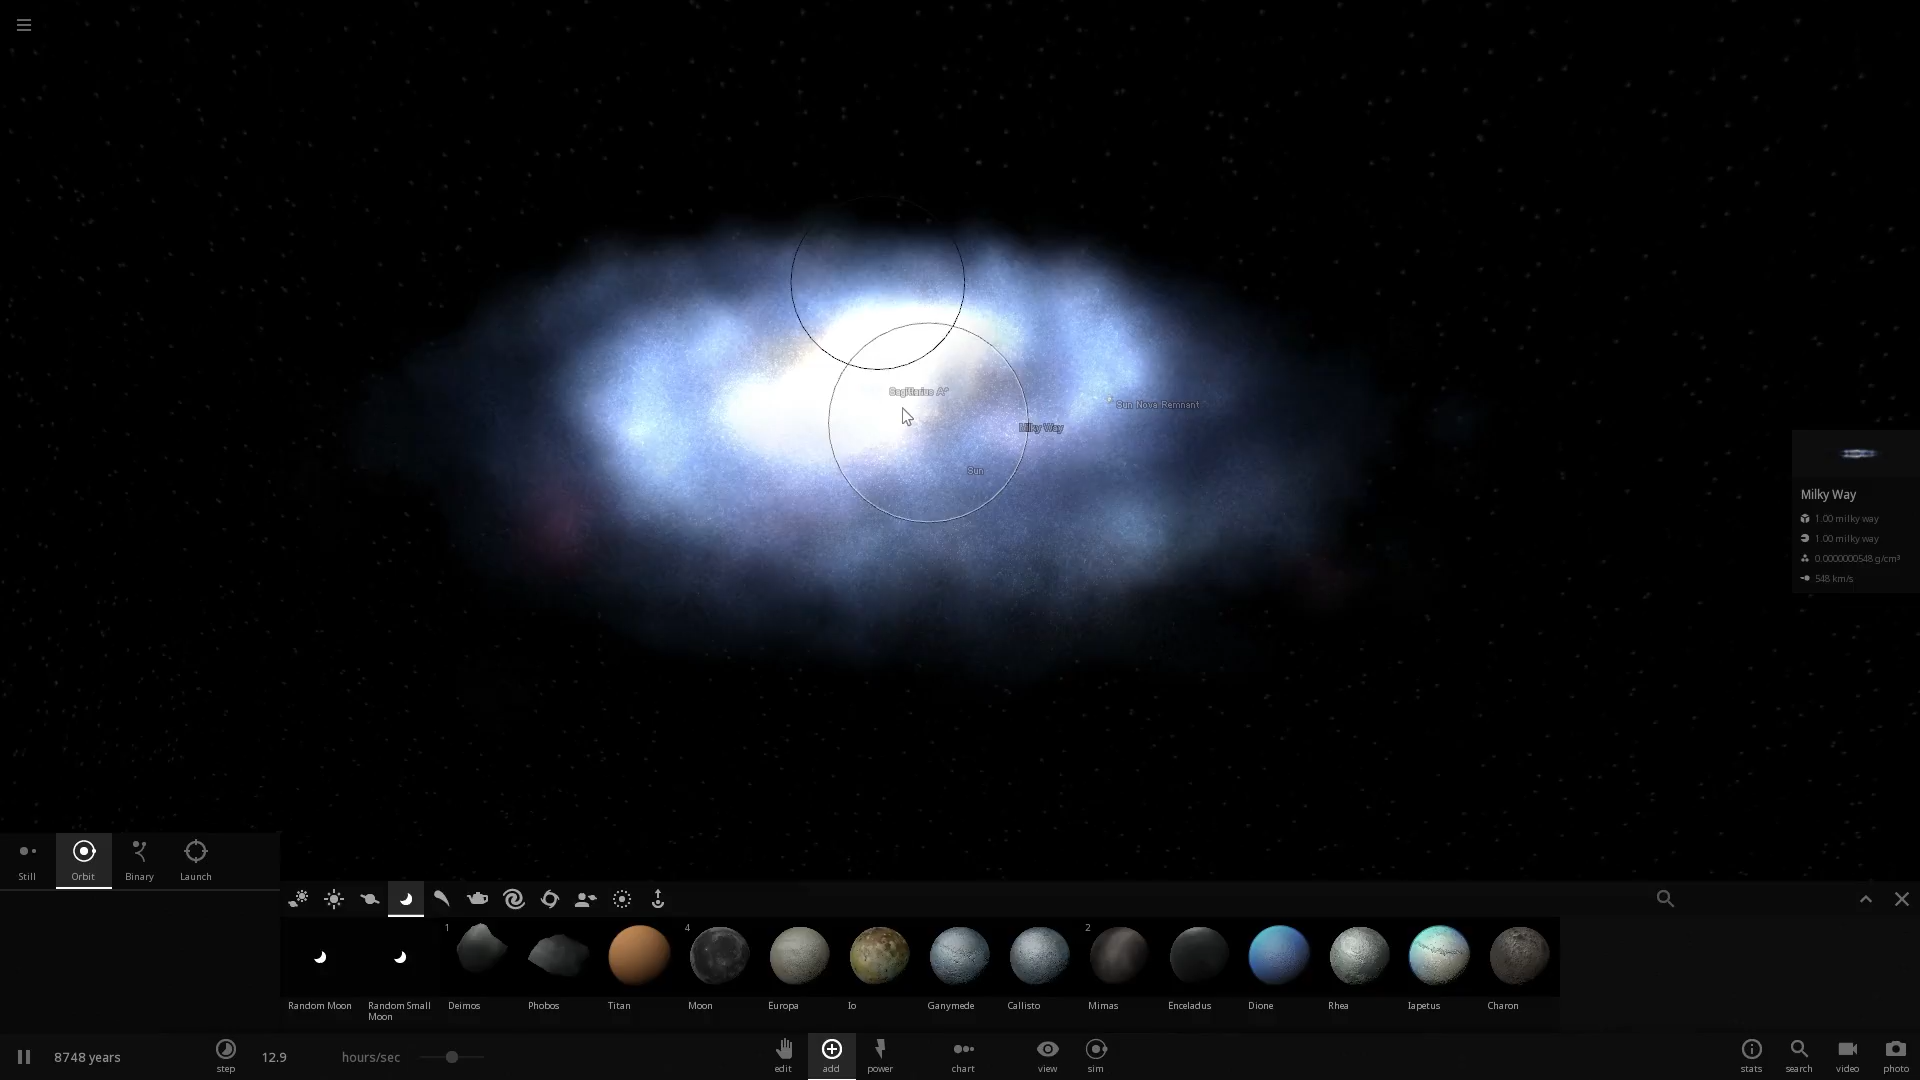 Sagittarius A*
Sun Nova Remnant
Milky Way
Sun
Milky Way
1.00 milky way
1.00 milky way
0.0000000548 g/cm³
548 km/s
Still
Orbit
Binary
Launch
1
4
2
Random Moon
Random Small
Moon
Deimos
Phobos
Titan
Moon
Europa
Io
Ganymede
Callisto
Mimas
Enceladus
Dione
Rhea
Iapetus
Charon
8748 years
step
12.9
hours/sec
edit
add
power
chart
view
sim
stats
search
video
photo